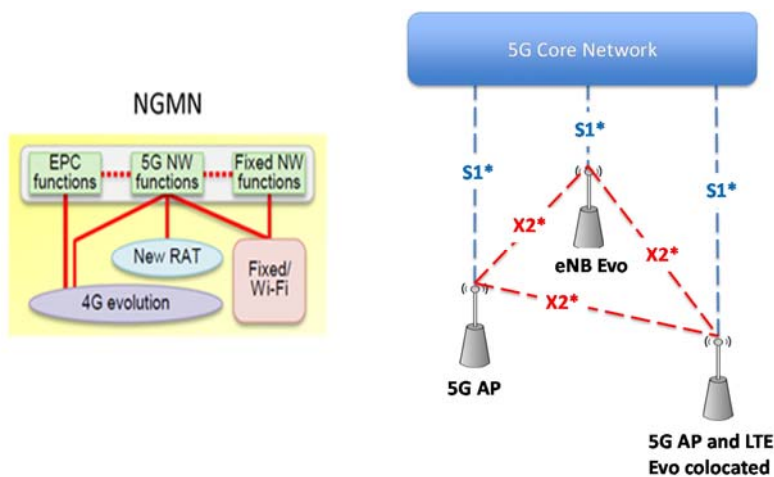 NGMN
EPC
functions
5G NW
functions
Fixed NW
functions
New RAT
Fixed/
Wi-Fi
4G evolution
5G Core Network
S1*
S1*
S1*
X2*
eNB Evo
X2*
X2*
5G AP
5G AP and LTE
Evo colocated